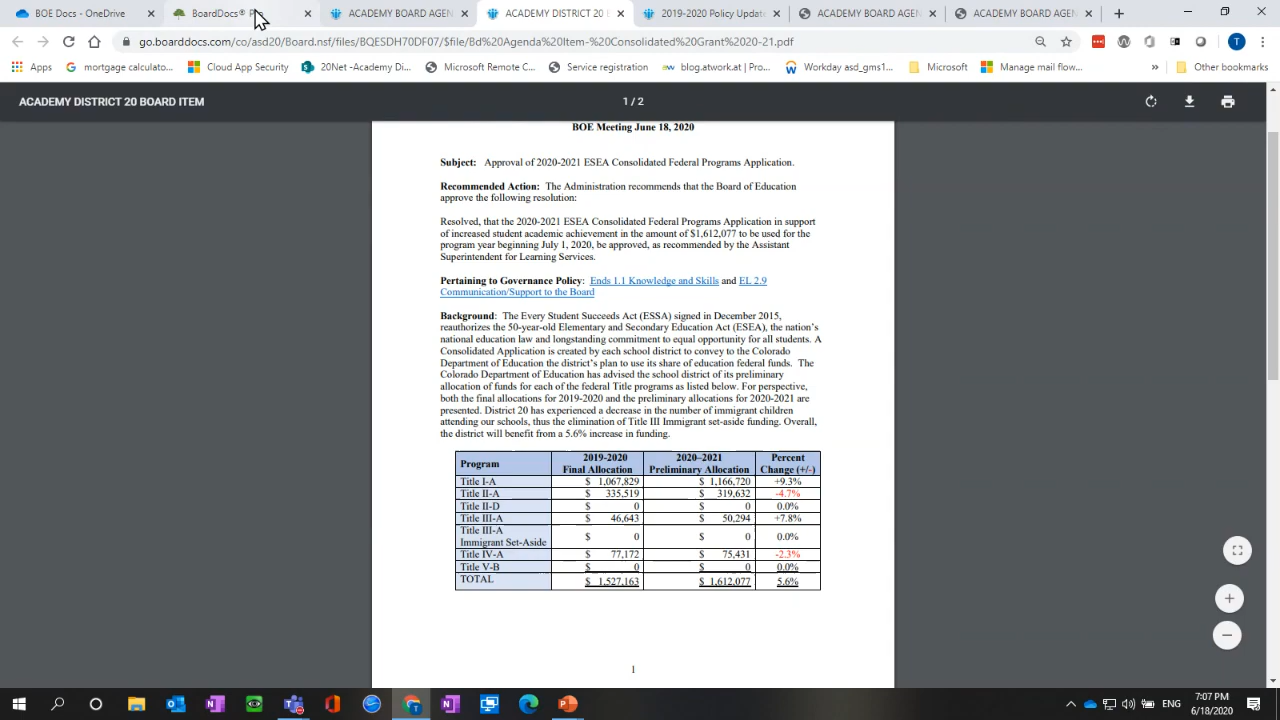 BOE Docs - OneDrive
BoardDocs® P
ACADEMY BOARD AGEN
ACADEMY DISTRICT 20 B
2019-2020 Policy Update
ACADEMY BOARD AGEN
ACADEMY BOARD AGEN
go.boarddocs.com/co/asd20/Board.nsf/files/BQESDH70DF07/$file/Bd%20Agenda%20Item-%20Consolidated%20Grant%2020-21.pdf
T
Apps
mortgage calculato...
Cloud App Security
20Net -Academy Di...
Microsoft Remote C...
Service registration
blog.atwork.at | Pro...
Workday asd_gms1...
Microsoft
Manage mail flow...
»
Other bookmarks
ACADEMY DISTRICT 20 BOARD ITEM
1 / 2
BOE Meeting June 18, 2020
Subject: Approval of 2020-2021 ESEA Consolidated Federal Programs Application.
Recommended Action: The Administration recommends that the Board of Education
approve the following resolution:
Resolved, that the 2020-2021 ESEA Consolidated Federal Programs Application in support
of increased student academic achievement in the amount of $1,612,077 to be used for the
program year beginning July 1, 2020, be approved, as recommended by the Assistant
Superintendent for Learning Services.
Pertaining to Governance Policy: Ends 1.1 Knowledge and Skills and EL 2.9
Communication/Support to the Board
Background: The Every Student Succeeds Act (ESSA) signed in December 2015,
reauthorizes the 50-year-old Elementary and Secondary Education Act (ESEA), the nation's
national education law and longstanding commitment to equal opportunity for all students. A
Consolidated Application is created by each school district to convey to the Colorado
Department of Education the district's plan to use its share of education federal funds. The
Colorado Department of Education has advised the school district of its preliminary
allocation of funds for each of the federal Title programs as listed below. For perspective,
both the final allocations for 2019-2020 and the preliminary allocations for 2020-2021 are
presented. District 20 has experienced a decrease in the number of immigrant children
attending our schools, thus the elimination of Title III Immigrant set-aside funding. Overall,
the district will benefit from a 5.6% increase in funding.
Program 2019-2020 Final Allocation 2020–2021 Preliminary Allocation Percent Change (+/-)
Title I-A $ 1,067,829 $ 1,166,720 +9.3%
Title II-A $ 335,519 $ 319,632 -4.7%
Title II-D $ 0 $ 0 0.0%
Title III-A $ 46,643 $ 50,294 +7.8%
Title III-A
Immigrant Set-Aside $ 0 $ 0 0.0%
Title IV-A $ 77,172 $ 75,431 -2.3%
Title V-B $ 0 $ 0 0.0%
TOTAL $ 1,527,163 $ 1,612,077 5.6%
1
ENG
7:07 PM
6/18/2020